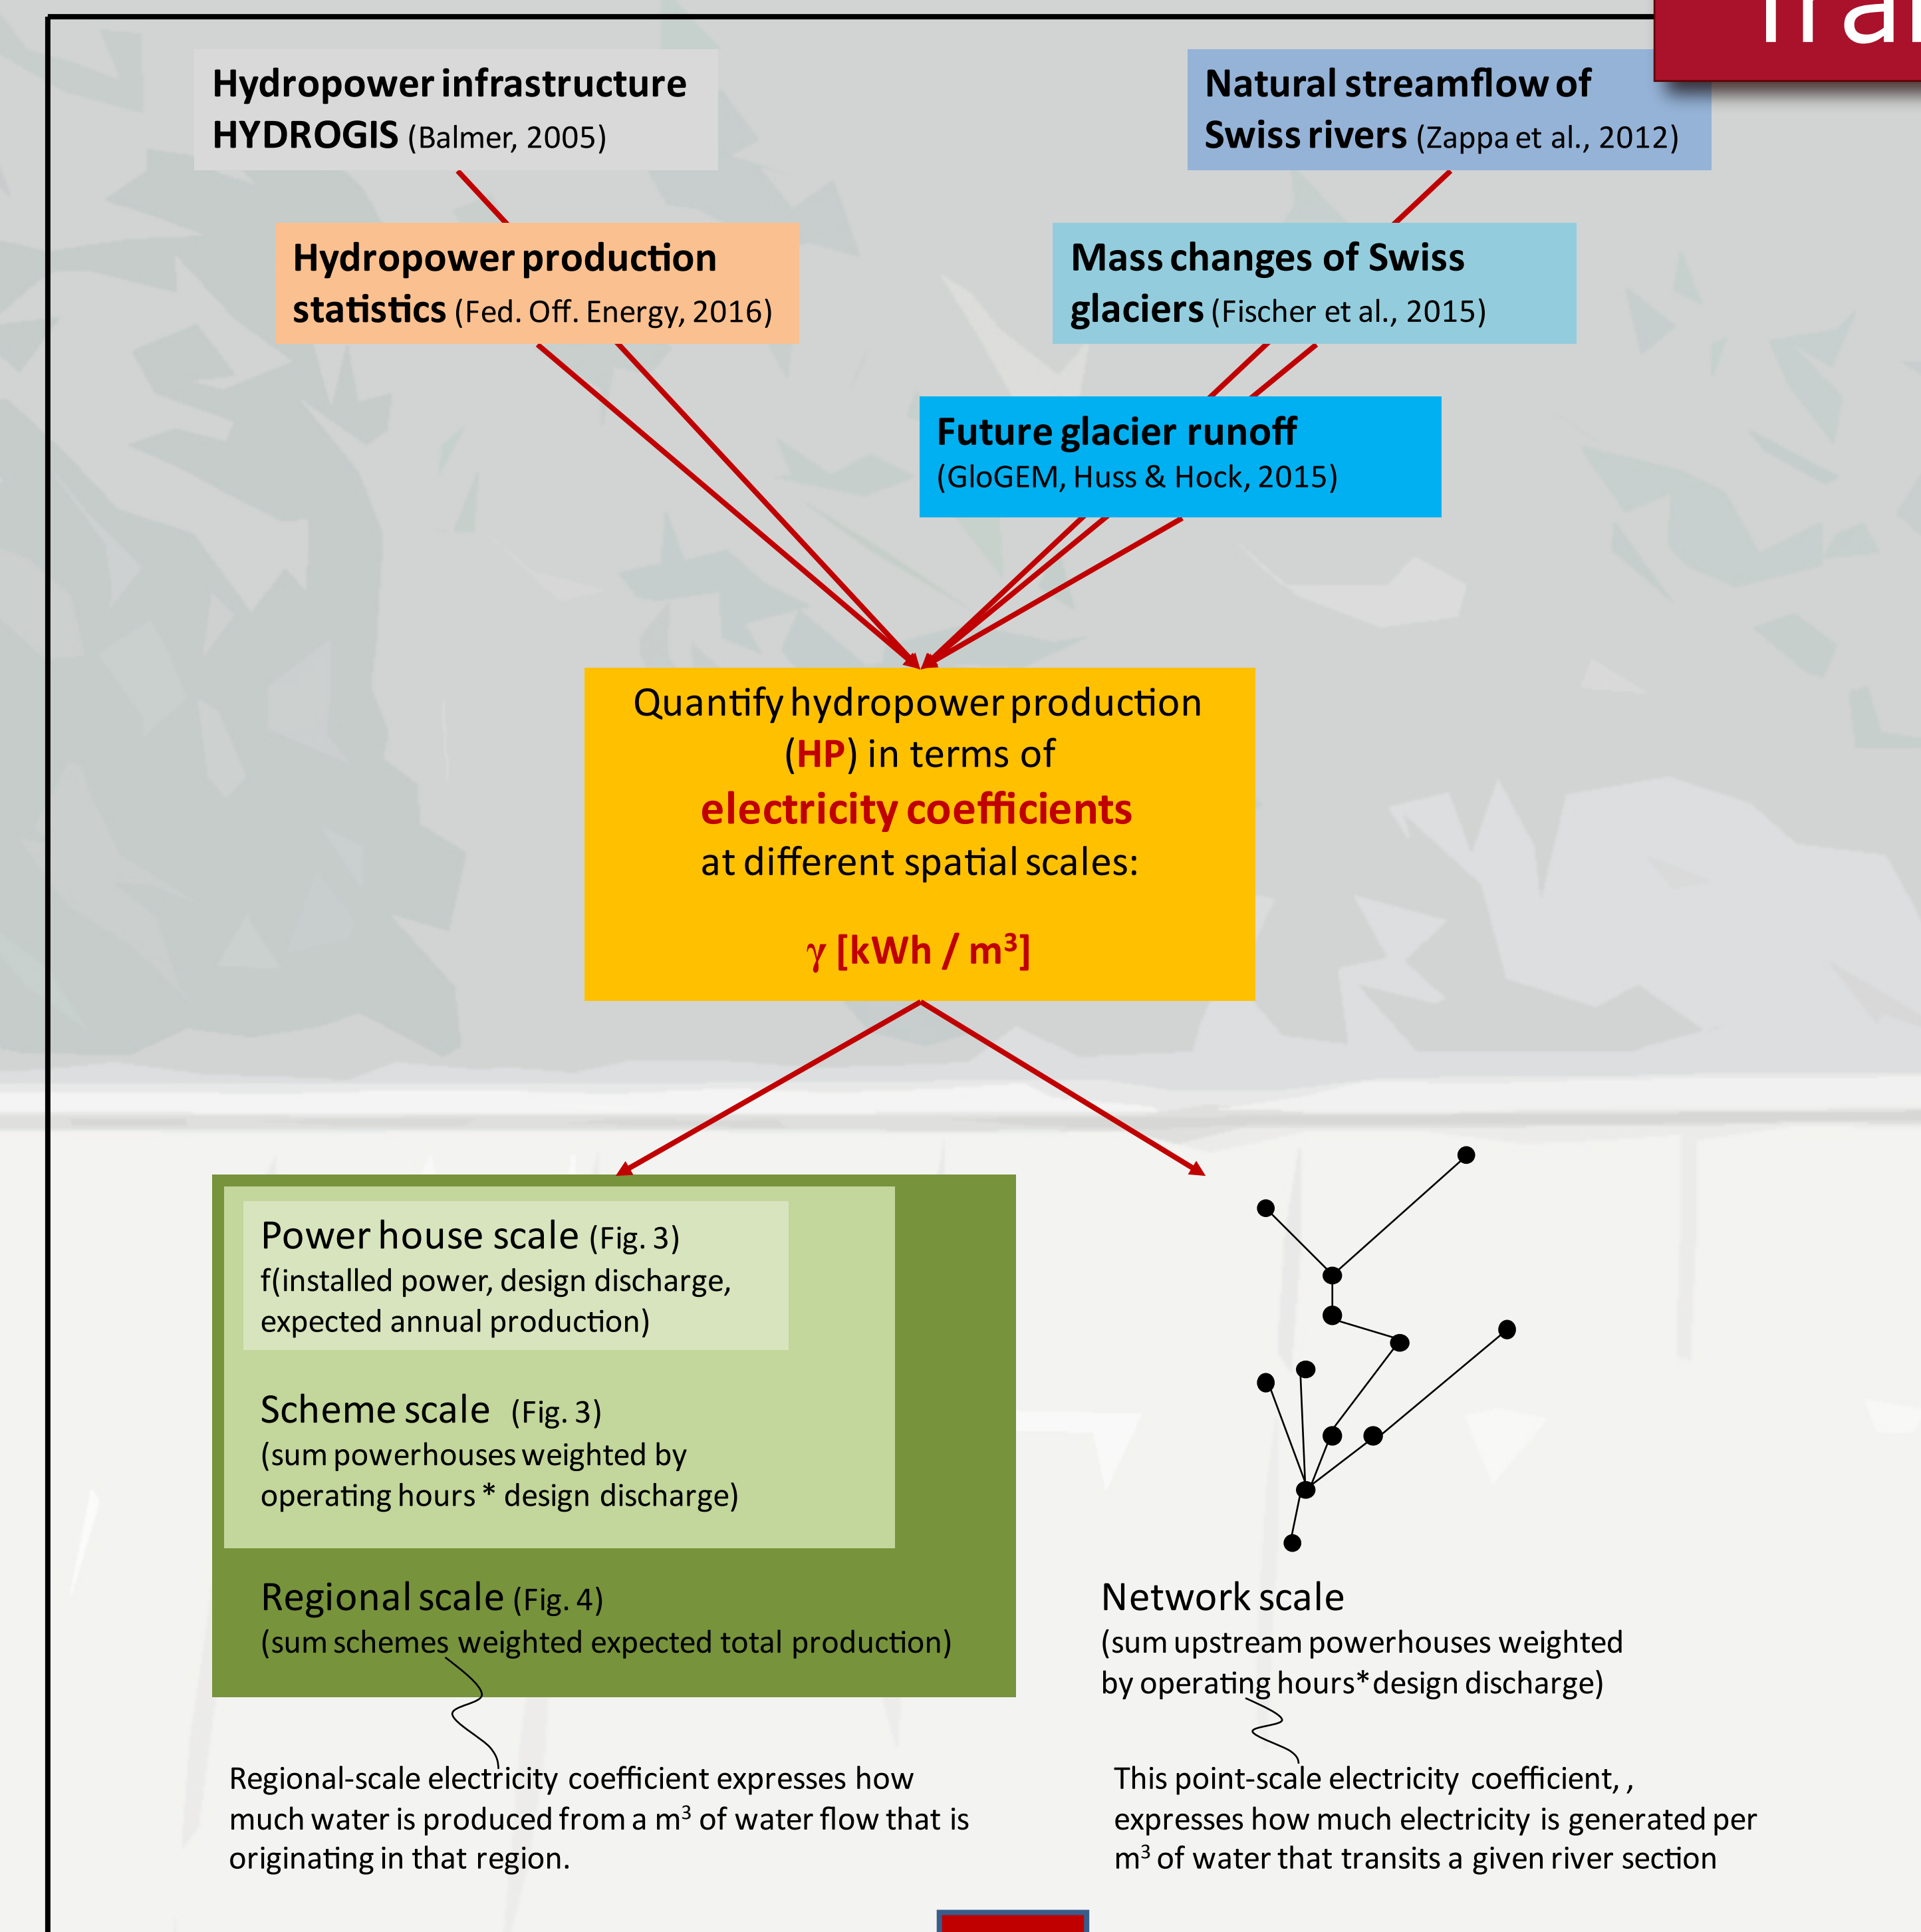 Hydropower infrastructure
HYDROGIS (Balmer, 2005)
Natural streamflow of
Swiss rivers (Zappa et al., 2012)
Hydropower production
statistics (Fed. Off. Energy, 2016)
Mass changes of Swiss
glaciers (Fischer et al., 2015)
Future glacier runoff
(GloGEM, Huss & Hock, 2015)
Quantify hydropower production
(HP) in terms of
electricity coefficients
at different spatial scales:
γ [kWh / m³]
Power house scale (Fig. 3)
f(installed power, design discharge,
expected annual production)
Scheme scale (Fig. 3)
(sum powerhouses weighted by
operating hours * design discharge)
Regional scale (Fig. 4)
(sum schemes weighted expected total production)
Network scale
(sum upstream powerhouses weighted
by operating hours*design discharge)
Regional-scale electricity coefficient expresses how
much water is produced from a m³ of water flow that is
originating in that region.
This point-scale electricity coefficient, ,
expresses how much electricity is generated per
m³ of water that transits a given river section